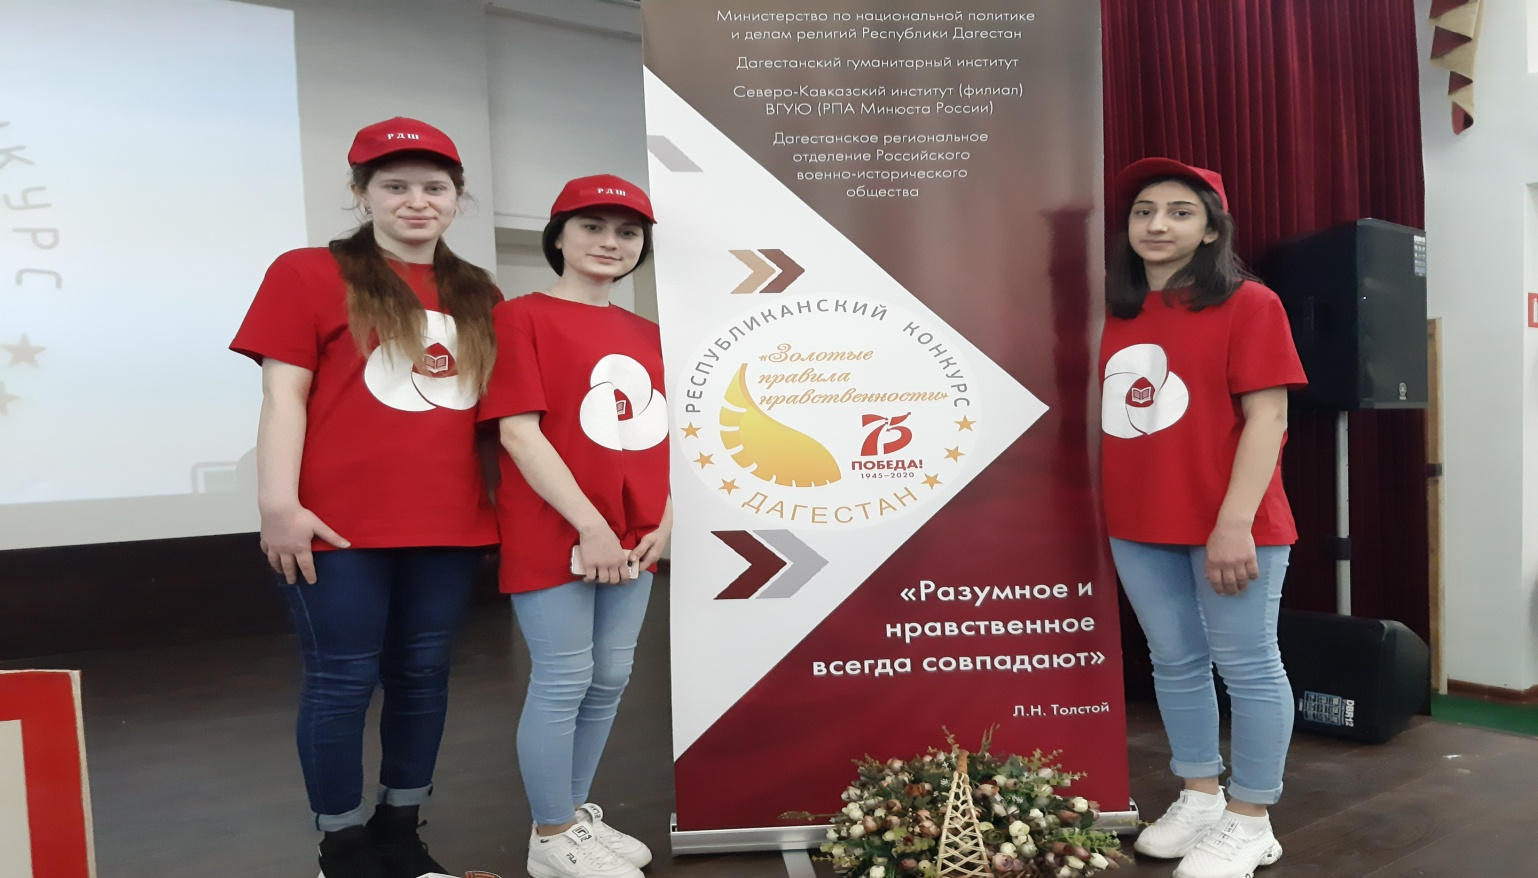 Министерство по национальной политике
и делам религий Республики Дагестан
Дагестанский гуманитарный институт
Северо-Кавказский институт (филиал)
ВГУЮ (РПА Минюста России)
Дагестанское региональное
отделение Российского
военно-исторического
общества
РДШ
РДШ
КУРС
РЕСПУБЛИКАНСКИЙ КОНКУРС
«Золотые
правила
нравственности»
75
ПОБЕДА!
1945–2020
ДАГЕСТАН
«Разумное и
нравственное
всегда совпадают»
Л.Н. Толстой
DBR12
FILA